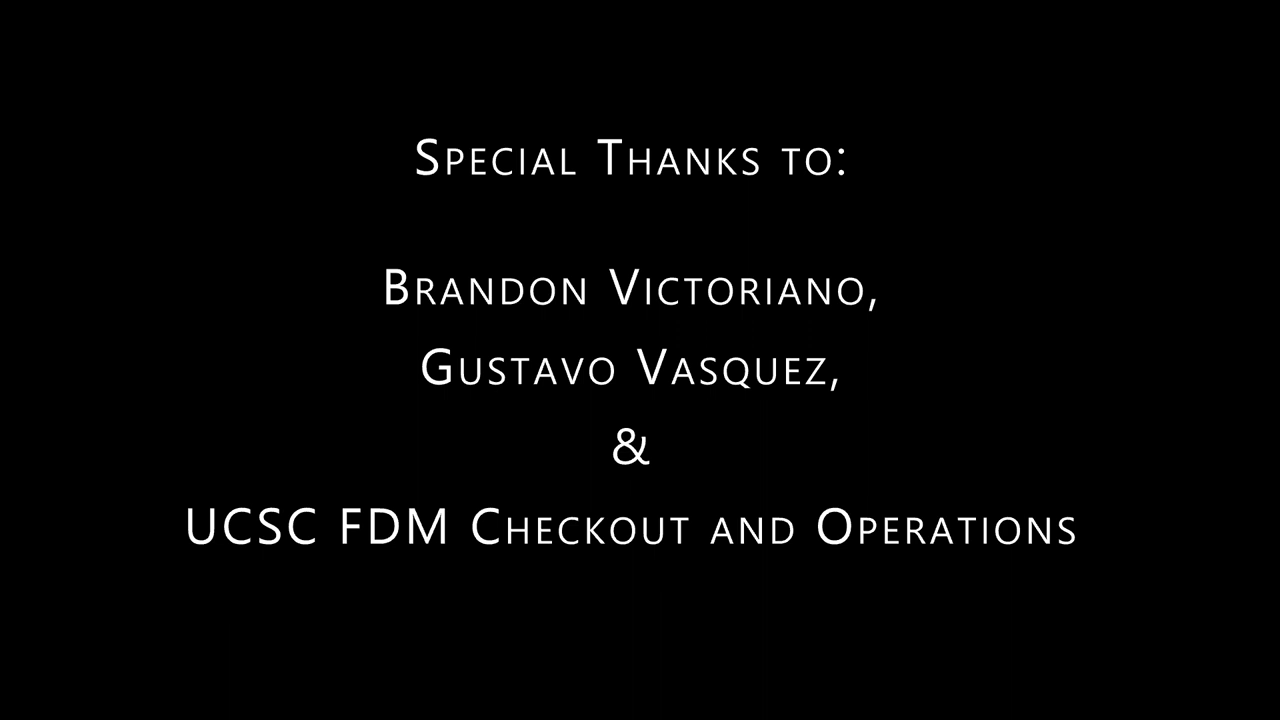 Special Thanks to:
Brandon Victoriano,
Gustavo Vasquez,
&
UCSC FDM Checkout and Operations